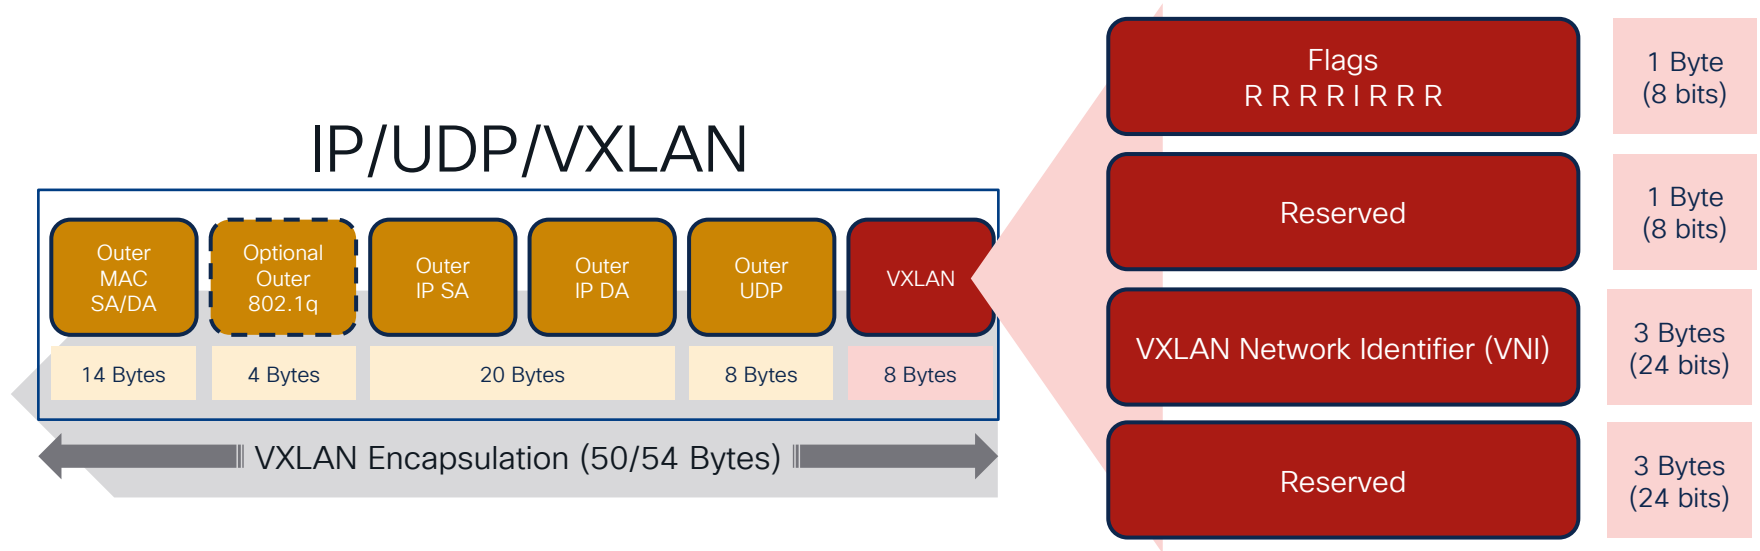 IP/UDP/VXLAN
Outer
MAC
SA/DA
Optional
Outer
802.1q
Outer
IP SA
Outer
IP DA
Outer
UDP
VXLAN
14 Bytes
4 Bytes
20 Bytes
8 Bytes
8 Bytes
VXLAN Encapsulation (50/54 Bytes)
Flags
R R R R I R R R
1 Byte
(8 bits)
Reserved
1 Byte
(8 bits)
VXLAN Network Identifier (VNI)
3 Bytes
(24 bits)
Reserved
3 Bytes
(24 bits)